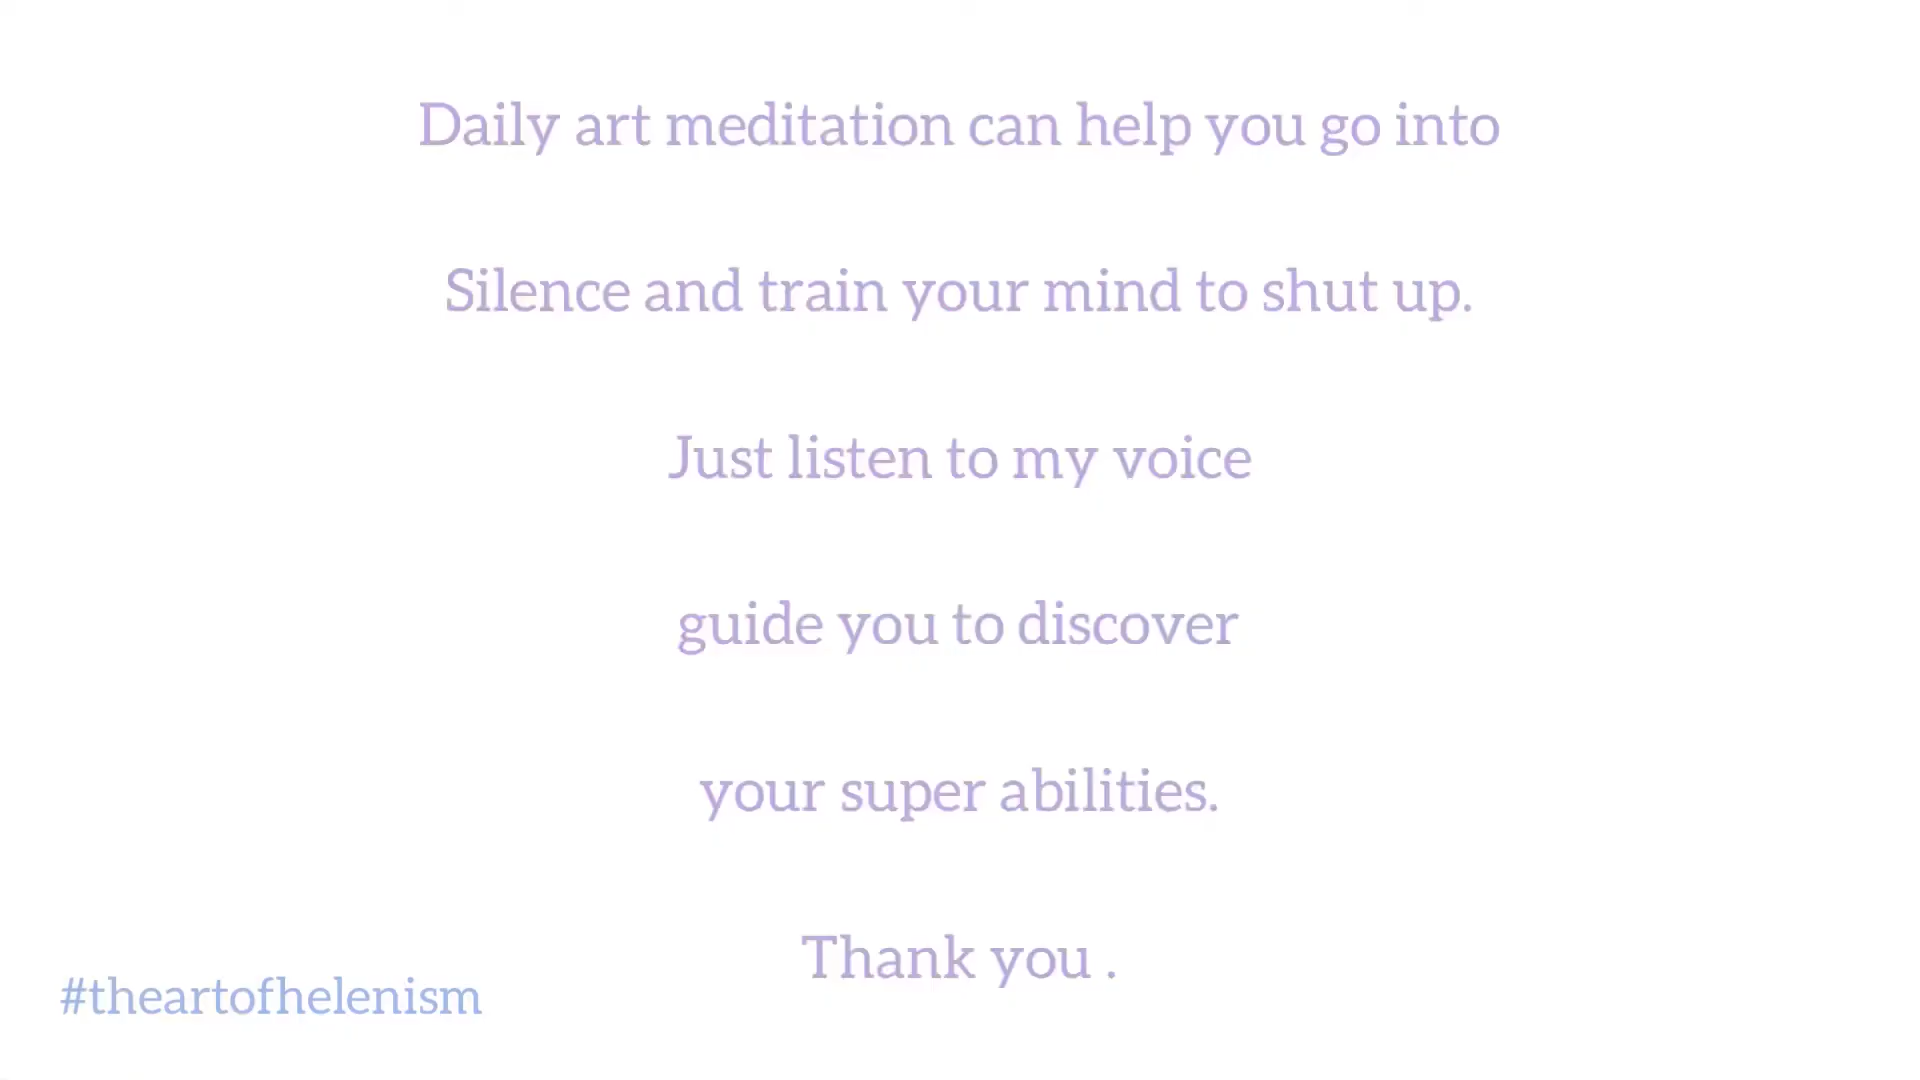 Daily art meditation can help you go into
Silence and train your mind to shut up.
Just listen to my voice
guide you to discover
your super abilities.
Thank you .
#theartofhelenism